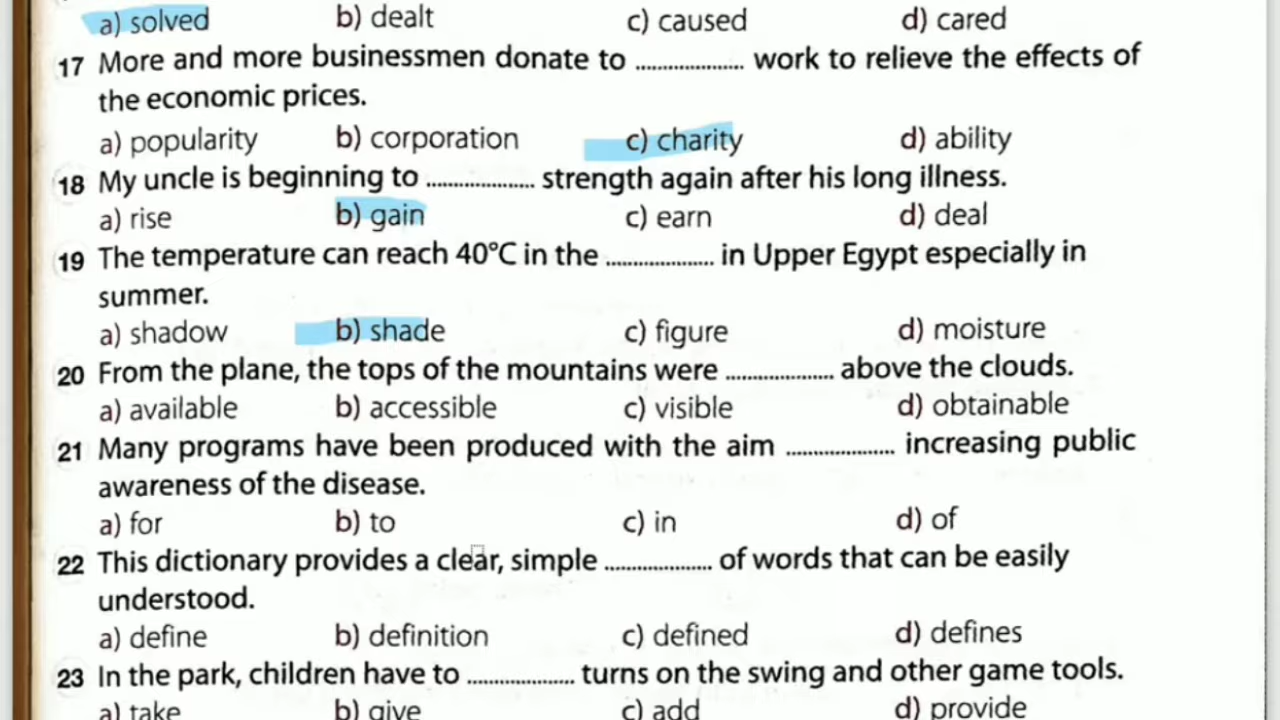 a) solved b) dealt c) caused d) cared
17 More and more businessmen donate to .................... work to relieve the effects of
the economic prices.
a) popularity b) corporation c) charity d) ability
18 My uncle is beginning to .................... strength again after his long illness.
a) rise b) gain c) earn d) deal
19 The temperature can reach 40°C in the .................... in Upper Egypt especially in
summer.
a) shadow b) shade c) figure d) moisture
20 From the plane, the tops of the mountains were .................... above the clouds.
a) available b) accessible c) visible d) obtainable
21 Many programs have been produced with the aim .................... increasing public
awareness of the disease.
a) for b) to c) in d) of
22 This dictionary provides a clear, simple .................... of words that can be easily
understood.
a) define b) definition c) defined d) defines
23 In the park, children have to .................... turns on the swing and other game tools.
a) take b) give c) add d) provide